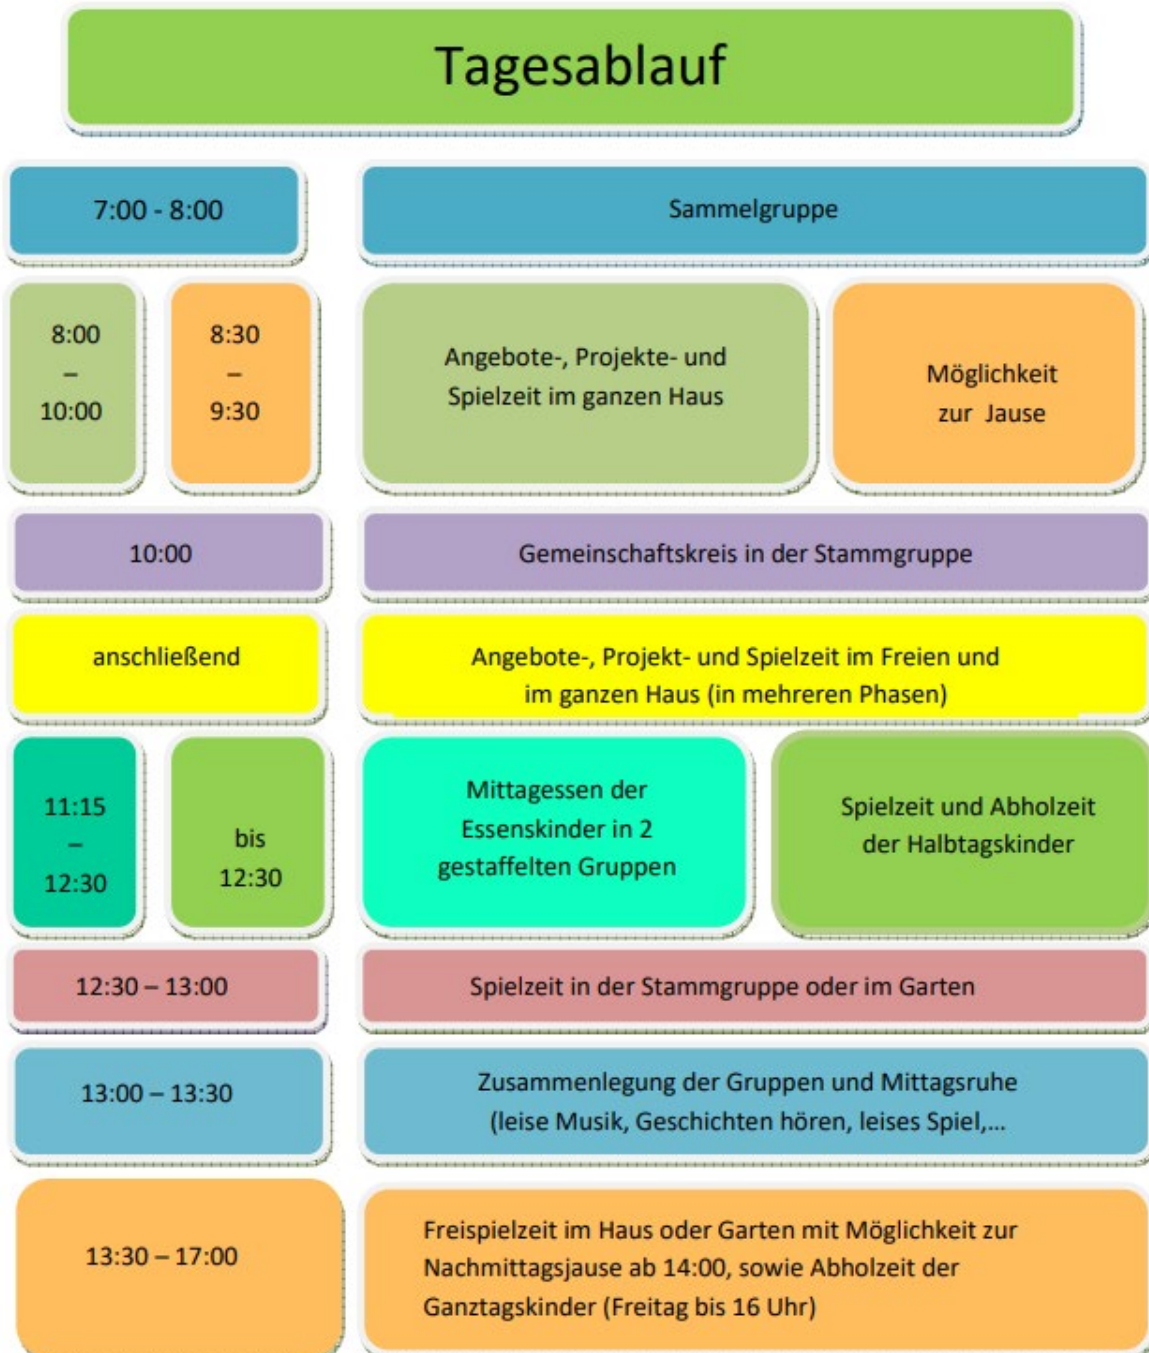 Tagesablauf
7:00 - 8:00
Sammelgruppe
8:00
–
10:00
8:30
–
9:30
Angebote-, Projekte- und
Spielzeit im ganzen Haus
Möglichkeit
zur Jause
10:00
Gemeinschaftskreis in der Stammgruppe
anschließend
Angebote-, Projekt- und Spielzeit im Freien und
im ganzen Haus (in mehreren Phasen)
11:15
–
12:30
bis
12:30
Mittagessen der
Essenskinder in 2
gestaffelten Gruppen
Spielzeit und Abholzeit
der Halbtagskinder
12:30 – 13:00
Spielzeit in der Stammgruppe oder im Garten
13:00 – 13:30
Zusammenlegung der Gruppen und Mittagsruhe
(leise Musik, Geschichten hören, leises Spiel,...
13:30 – 17:00
Freispielzeit im Haus oder Garten mit Möglichkeit zur
Nachmittagsjause ab 14:00, sowie Abholzeit der
Ganztagskinder (Freitag bis 16 Uhr)